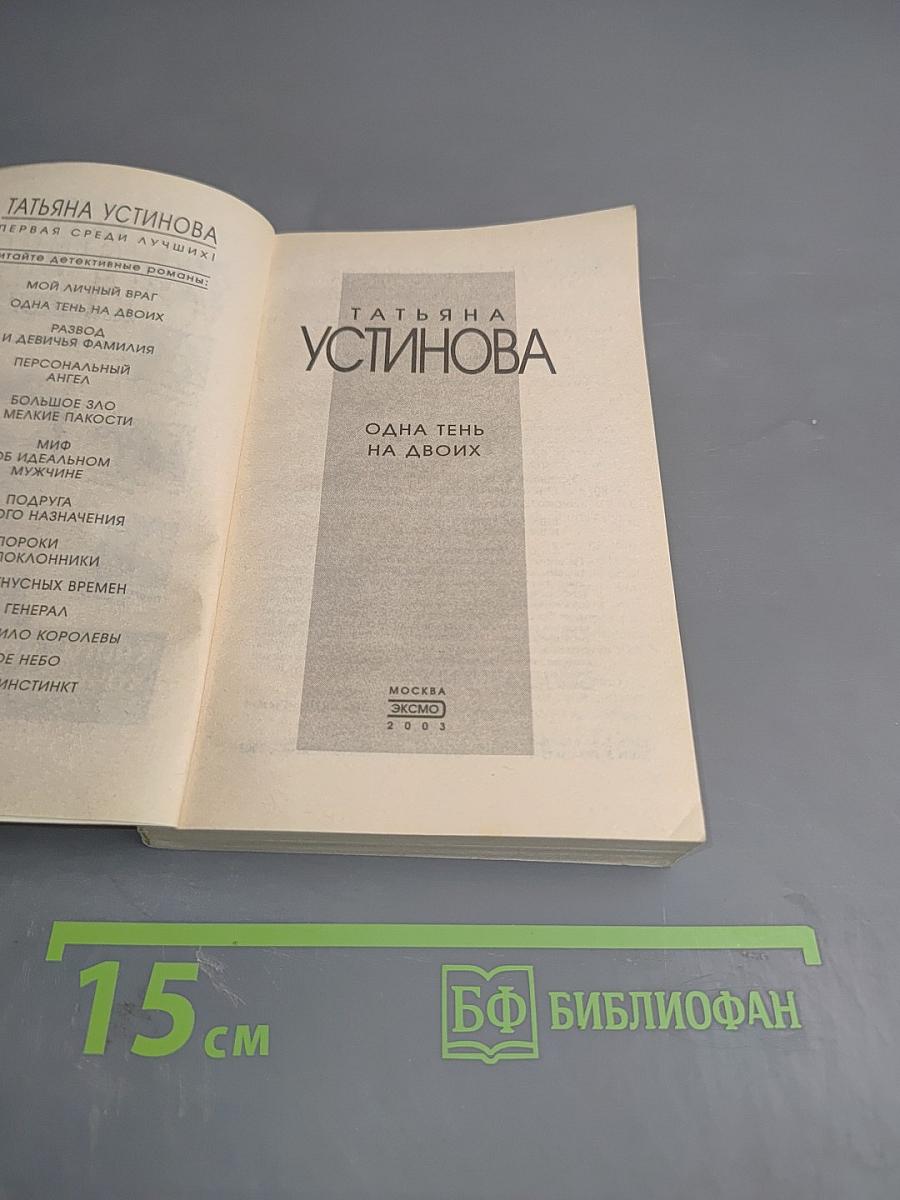 ТАТЬЯНА УСТИНОВА
ПЕРВАЯ СРЕДИ ЛУЧШИХ!
детективные романы:
МОЙ ЛИЧНЫЙ ВРАГ
ОДНА ТЕНЬ НА ДВОИХ
РАЗВОД
И ДЕВИЧЬЯ ФАМИЛИЯ
ПЕРСОНАЛЬНЫЙ
АНГЕЛ
БОЛЬШОЕ ЗЛО
МЕЛКИЕ ПАКОСТИ
МИФ
ОБ ИДЕАЛЬНОМ
МУЖЧИНЕ
ПОДРУГА
НАЗНАЧЕНИЯ
ПОРОКИ
ПОКЛОННИКИ
ВРЕМЕН
ГЕНЕРАЛ
КОРОЛЕВЫ
НЕБО
ИНСТИНКТ
ТАТЬЯНА
УСТИНОВА
ОДНА ТЕНЬ
НА ДВОИХ
МОСКВА
ЭКСМО
2003
15 см
БФ БИБЛИОФАН